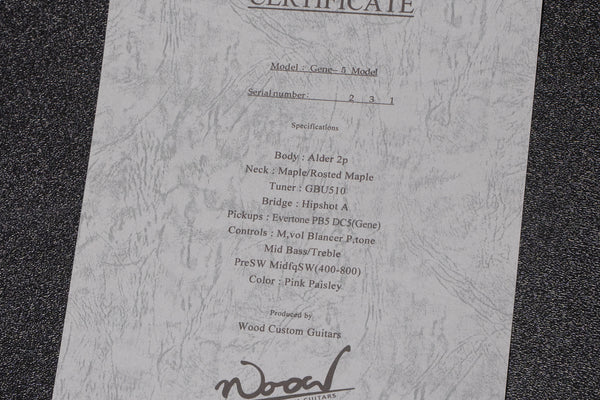 CERTIFICATE
Model : Gene- 5 Model
Serial number: 2 3 1
Specifications
Body : Alder 2p
Neck : Maple/Rosted Maple
Tuner : GBU510
Bridge : Hipshot A
Pickups : Evertone PB5 DC5(Gene)
Controls : M,vol Blancer P,tone
Mid Bass/Treble
PreSW MidfqSW(400-800)
Color : Pink Paisley
Produced by
Wood Custom Guitars
Wood
GUITARS